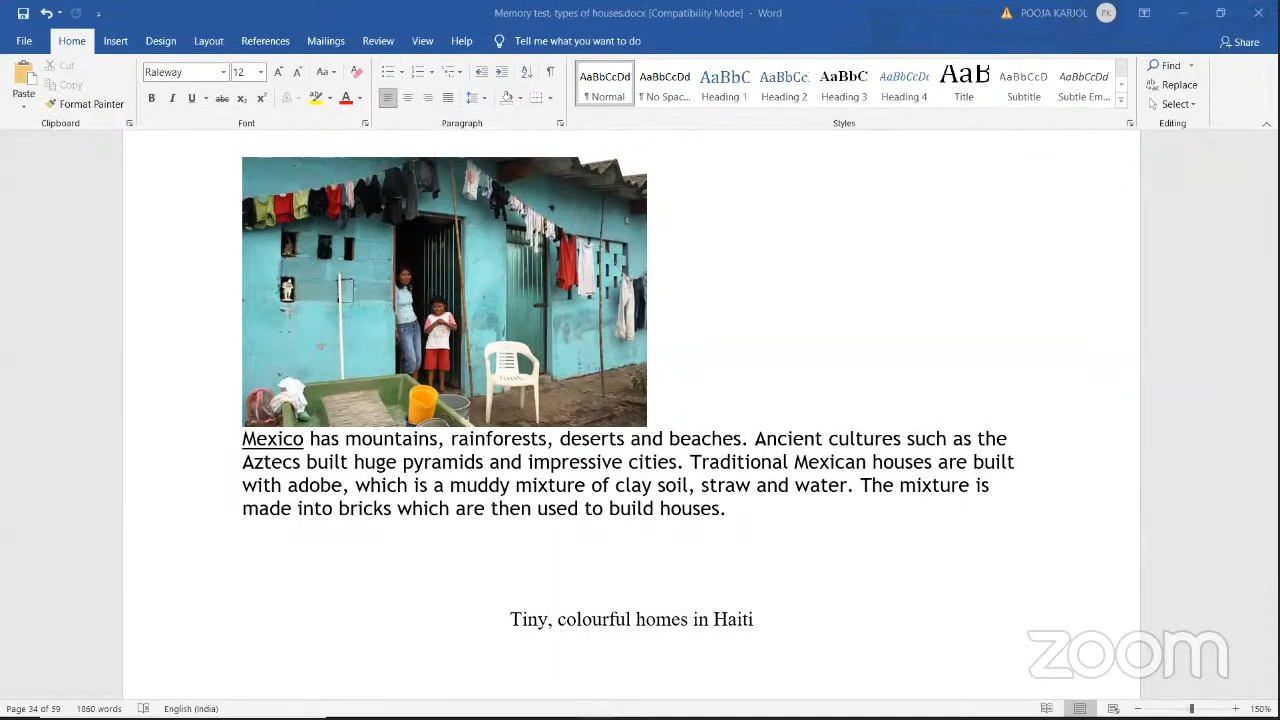 Memory test, types of houses.docx [Compatibility Mode] - Word
POOJA KARJOL
PK
File Home Insert Design Layout References Mailings Review View Help Tell me what you want to do
Share
Paste
Cut
Copy
Format Painter
Clipboard
Raleway 12
Font
Paragraph
AaBbCcDd AaBbCcDd AaBbC AaBbCc. AaBbC AaBbCcDc AaB AaBbCcD AaBbCcDd
¶ Normal ¶ No Spac... Heading 1 Heading 2 Heading 3 Heading 4 Title Subtitle Subtle Em...
Styles
Find
Replace
Select
Editing
Mexico has mountains, rainforests, deserts and beaches. Ancient cultures such as the
Aztecs built huge pyramids and impressive cities. Traditional Mexican houses are built
with adobe, which is a muddy mixture of clay soil, straw and water. The mixture is
made into bricks which are then used to build houses.
Tiny, colourful homes in Haiti
zoom
Page 34 of 59 1860 words English (India) 150%